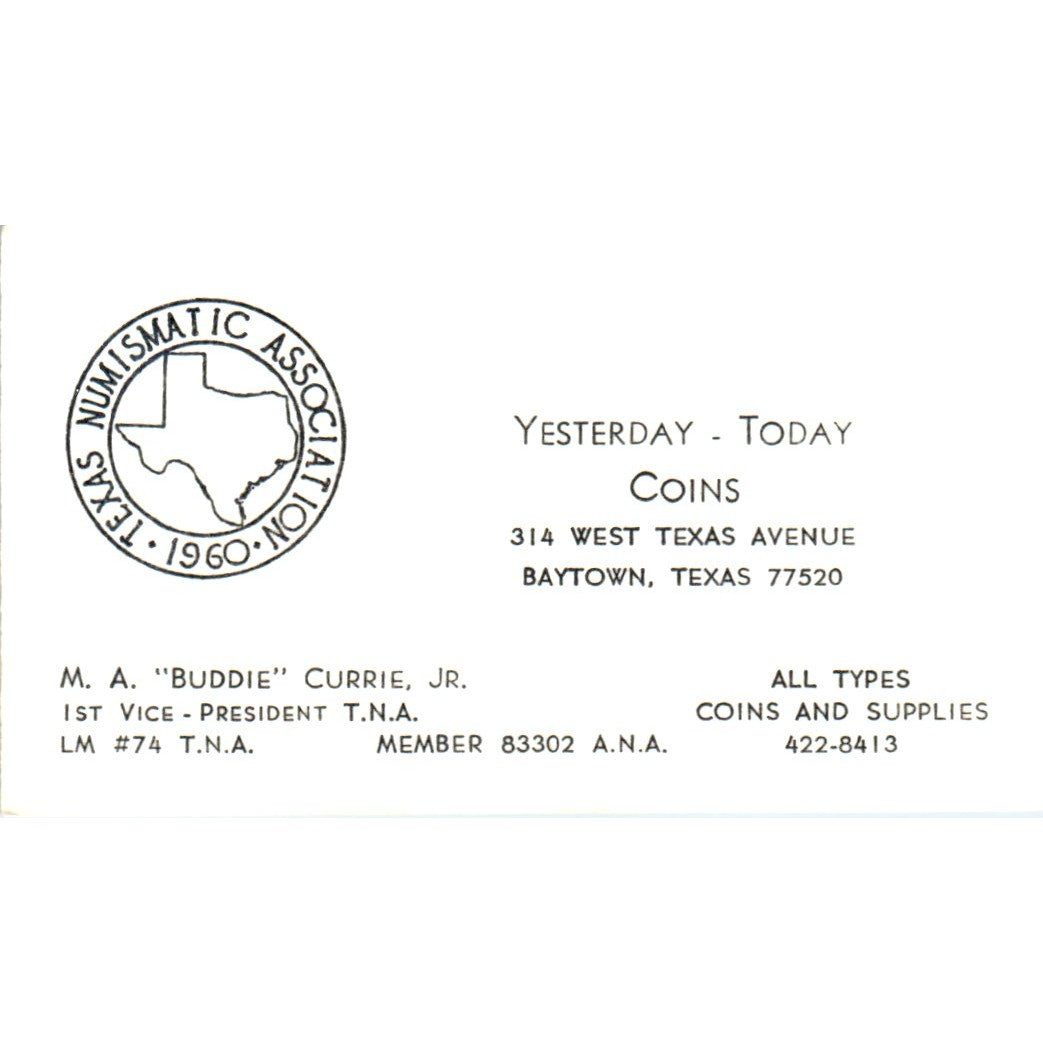 TEXAS NUMISMATIC ASSOCIATION
· 1960 ·
YESTERDAY - TODAY
COINS
314 WEST TEXAS AVENUE
BAYTOWN, TEXAS 77520
M. A. "BUDDIE" CURRIE, JR.
1ST VICE-PRESIDENT T.N.A.
LM #74 T.N.A. MEMBER 83302 A.N.A.
ALL TYPES
COINS AND SUPPLIES
422-8413